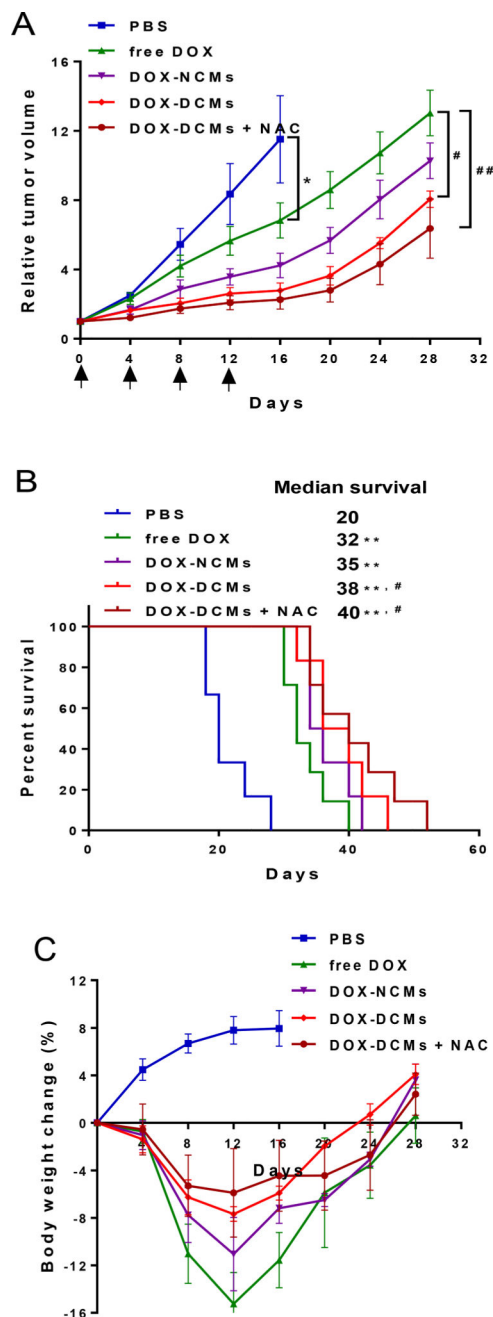 A
PBS
free DOX
DOX-NCMs
DOX-DCMs
DOX-DCMs + NAC
Relative tumor volume
16
12
8
4
0
*
#
##
0 4 8 12 16 20 24 28 32
Days
B
Median survival
PBS 20
free DOX 32 **
DOX-NCMs 35 **
DOX-DCMs 38 **, #
DOX-DCMs + NAC 40 **, #
Percent survival
100
80
60
40
20
0
0 20 40 60
Days
C
PBS
free DOX
DOX-NCMs
DOX-DCMs
DOX-DCMs + NAC
Body weight change (%)
12
8
4
0
-4
-8
-12
-16
4 8 12 16 20 24 28 32
Days